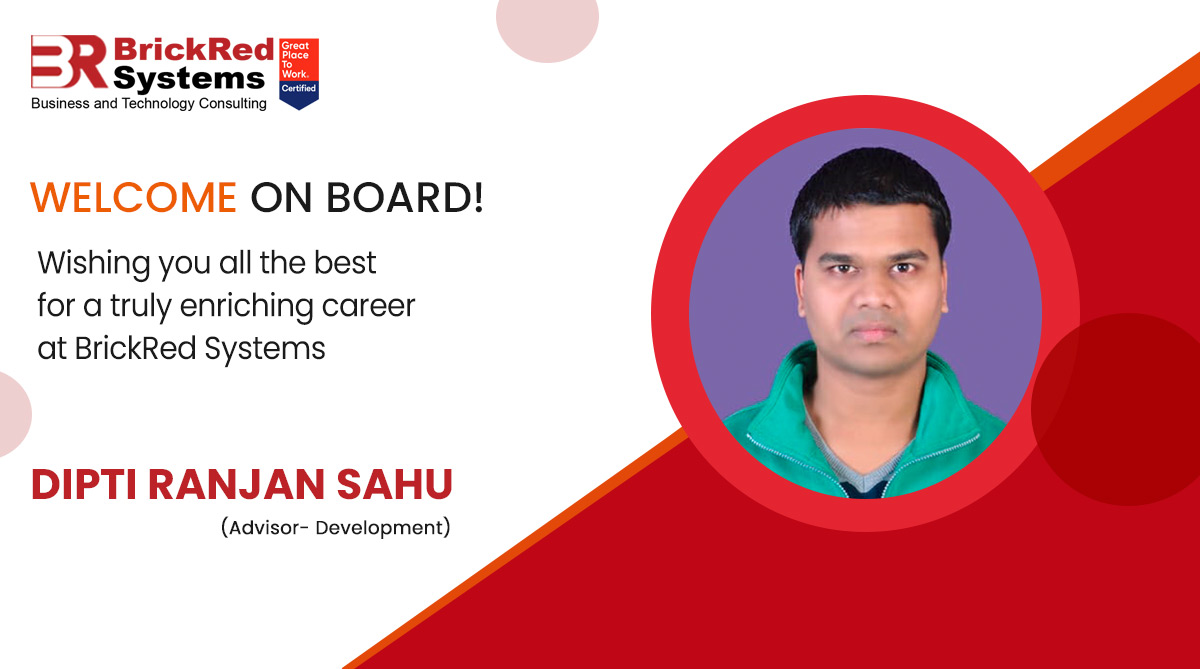 BR BrickRed
Systems
Business and Technology Consulting
Great
Place
To
Work.
Certified
WELCOME ON BOARD!
Wishing you all the best
for a truly enriching career
at BrickRed Systems
DIPTI RANJAN SAHU
(Advisor- Development)